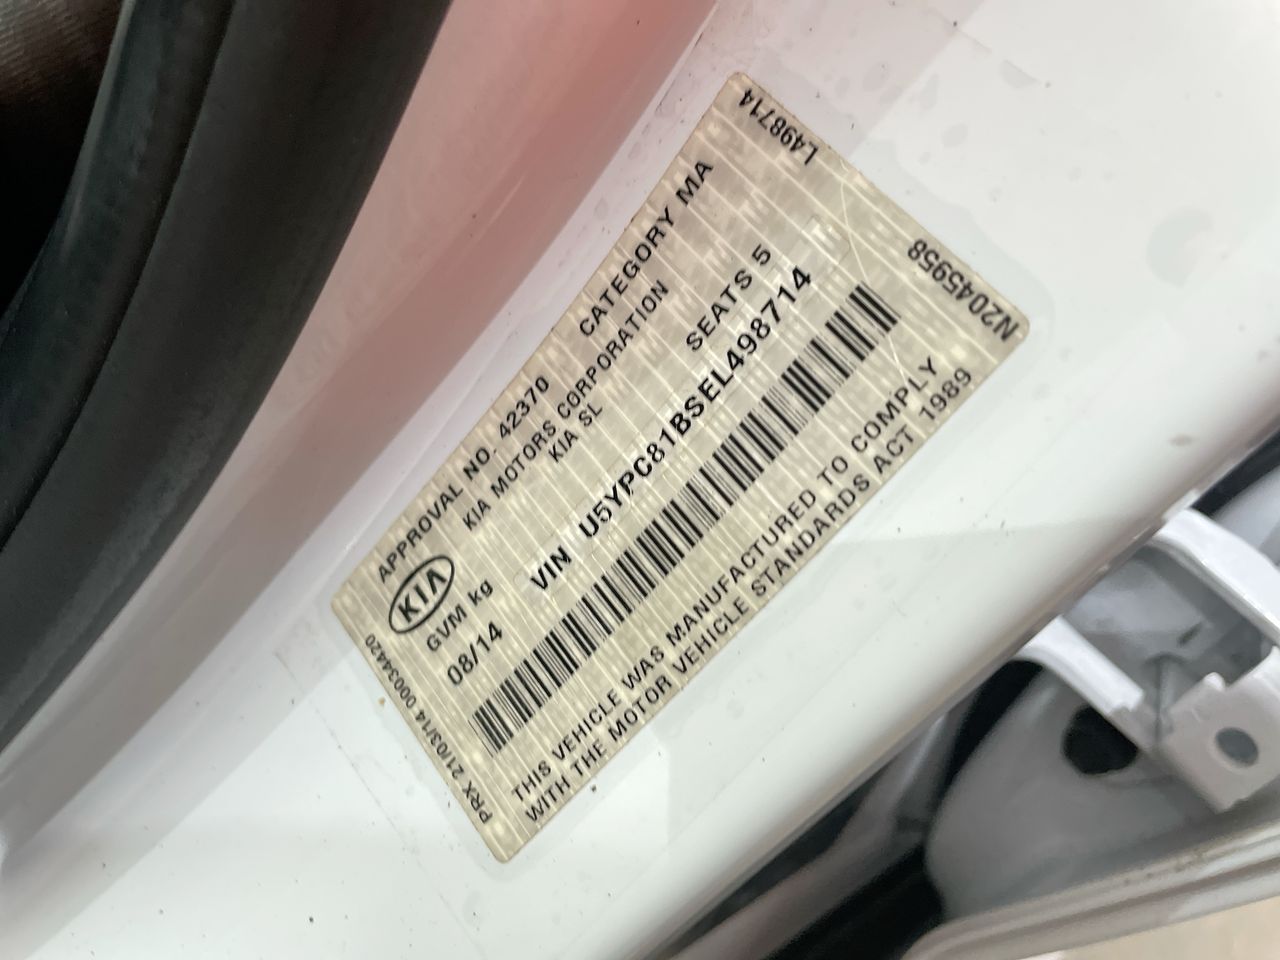 L498714
N2045958
APPROVAL NO. 42370 CATEGORY MA
KIA MOTORS CORPORATION
KIA KIA SL
GVM kg SEATS 5
08/14 VIN U5YPC81BSEL498714
THIS VEHICLE WAS MANUFACTURED TO COMPLY
WITH THE MOTOR VEHICLE STANDARDS ACT 1989
PRX 21/03/14 00034420